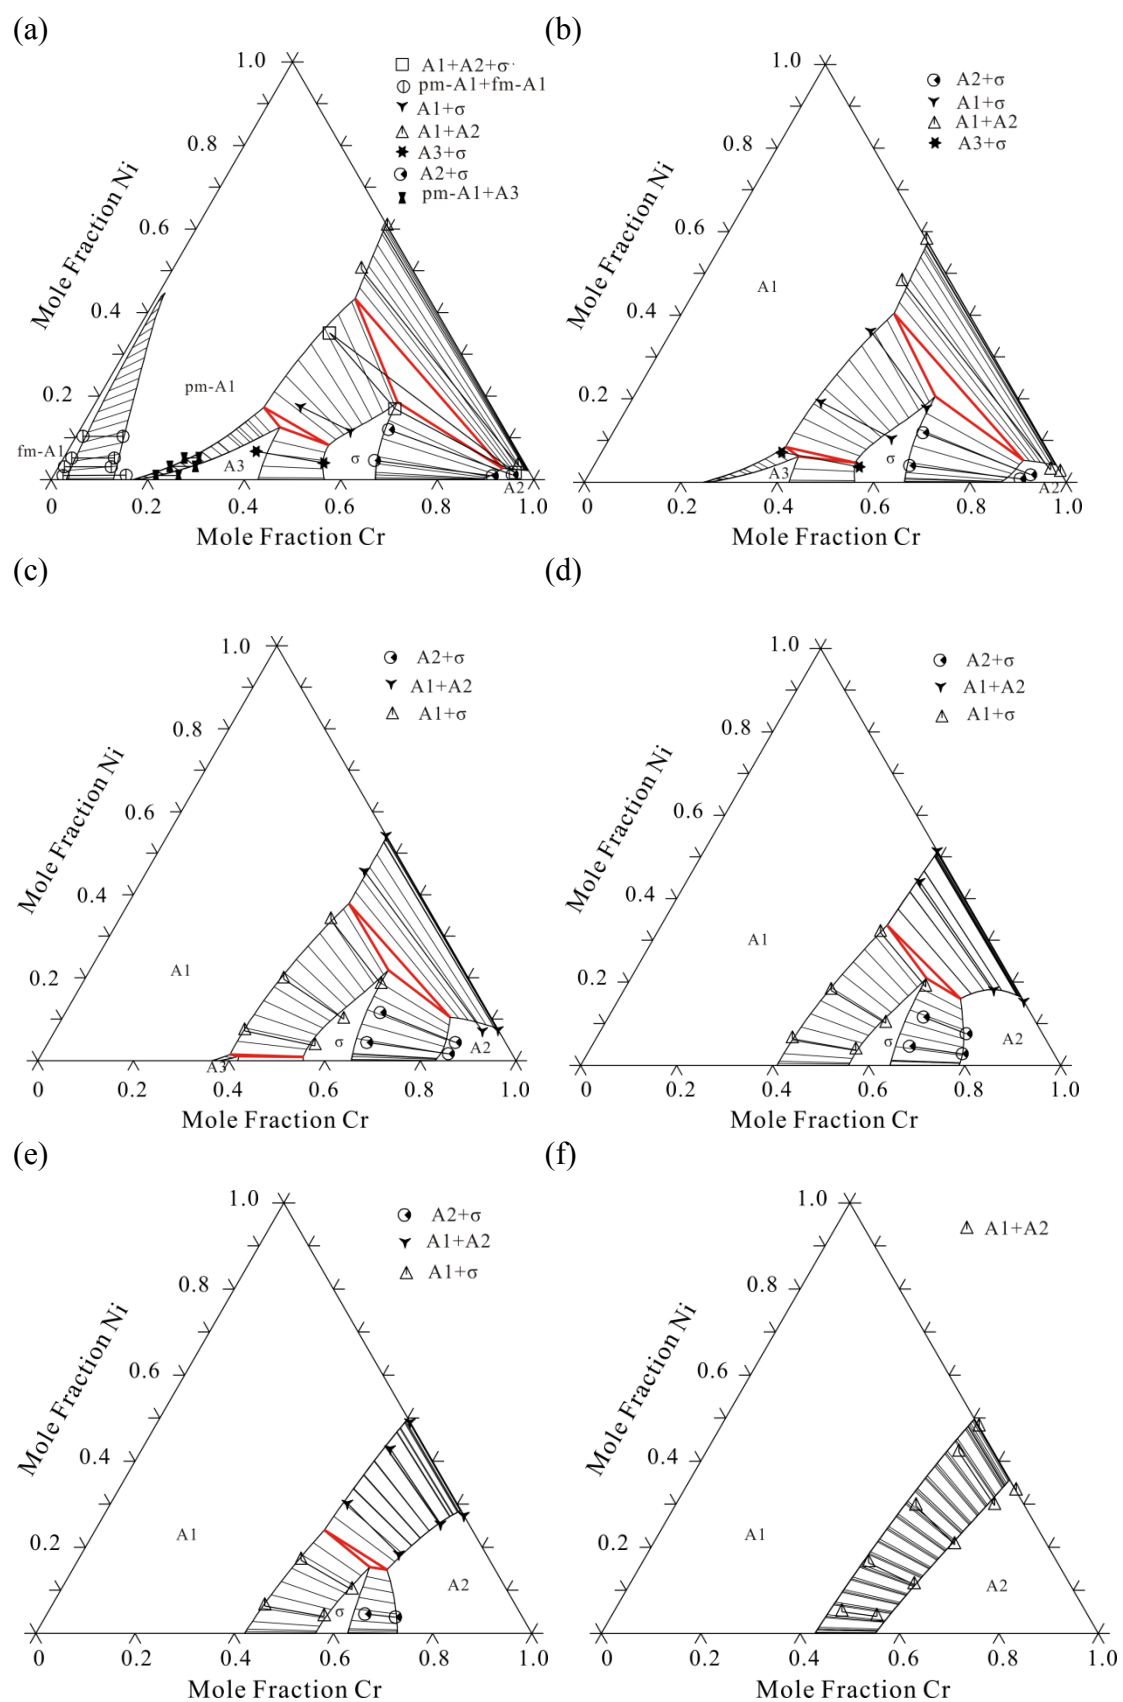 (a)
1.0
0.8
0.6
0.4
0.2
Mole Fraction Ni
A1+A2+σ
pm-A1+fm-A1
A1+σ
A1+A2
A3+σ
A2+σ
pm-A1+A3
pm-A1
fm-A1
A3
σ
A2
0 0.2 0.4 0.6 0.8 1.0
Mole Fraction Cr
(b)
1.0
0.8
0.6
0.4
0.2
Mole Fraction Ni
A2+σ
A1+σ
A1+A2
A3+σ
A1
A3
σ
A2
0 0.2 0.4 0.6 0.8 1.0
Mole Fraction Cr
(c)
1.0
0.8
0.6
0.4
0.2
Mole Fraction Ni
A2+σ
A1+A2
A1+σ
A1
σ
A2
A3
0 0.2 0.4 0.6 0.8 1.0
Mole Fraction Cr
(d)
1.0
0.8
0.6
0.4
0.2
Mole Fraction Ni
A2+σ
A1+A2
A1+σ
A1
σ
A2
0 0.2 0.4 0.6 0.8 1.0
Mole Fraction Cr
(e)
1.0
0.8
0.6
0.4
0.2
Mole Fraction Ni
A2+σ
A1+A2
A1+σ
A1
σ
A2
0 0.2 0.4 0.6 0.8 1.0
Mole Fraction Cr
(f)
1.0
0.8
0.6
0.4
0.2
Mole Fraction Ni
A1+A2
A1
A2
0 0.2 0.4 0.6 0.8 1.0
Mole Fraction Cr